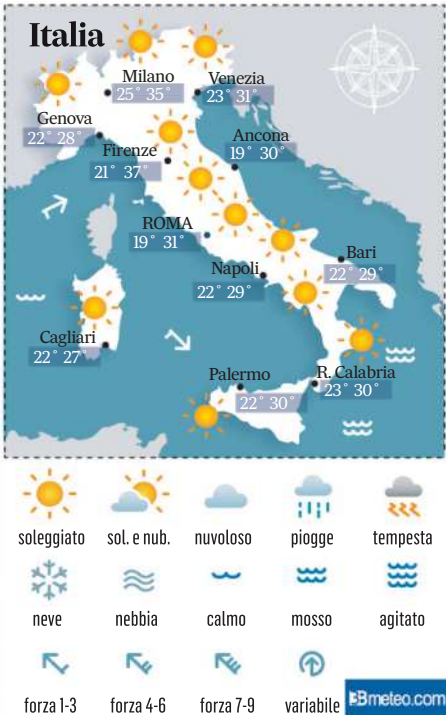 Italia
Milano
25° 35°
Venezia
23° 31°
Genova
22° 28°
Firenze
21° 37°
Ancona
19° 30°
ROMA
19° 31°
Napoli
22° 29°
Bari
22° 29°
Cagliari
22° 27°
Palermo
22° 30°
R. Calabria
23° 30°
soleggiato sol. e nub. nuvoloso piogge tempesta
neve nebbia calmo mosso agitato
forza 1-3 forza 4-6 forza 7-9 variabile
3Bmeteo.com